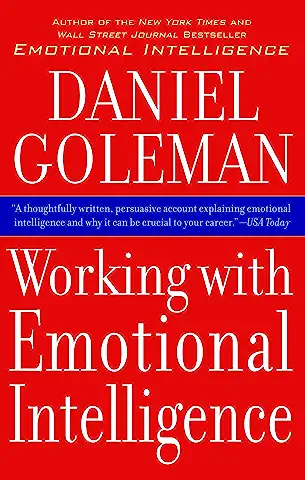 AUTHOR OF THE NEW YORK TIMES AND
WALL STREET JOURNAL BESTSELLER
EMOTIONAL INTELLIGENCE
DANIEL
GOLEMAN
“A thoughtfully written, persuasive account explaining emotional
intelligence and why it can be crucial to your career.”—USA Today
Working with
Emotional
Intelligence